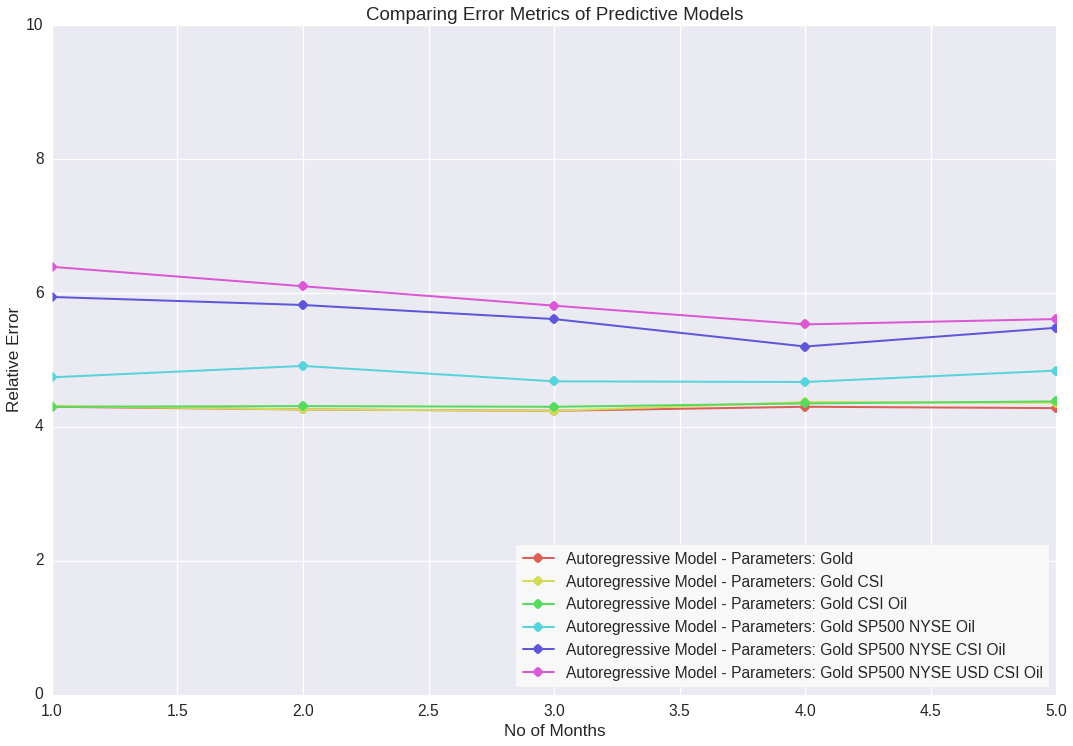 Comparing Error Metrics of Predictive Models
10
8
6
4
2
0
Relative Error
Autoregressive Model - Parameters: Gold
Autoregressive Model - Parameters: Gold CSI
Autoregressive Model - Parameters: Gold CSI Oil
Autoregressive Model - Parameters: Gold SP500 NYSE Oil
Autoregressive Model - Parameters: Gold SP500 NYSE CSI Oil
Autoregressive Model - Parameters: Gold SP500 NYSE USD CSI Oil
1.0 1.5 2.0 2.5 3.0 3.5 4.0 4.5 5.0
No of Months